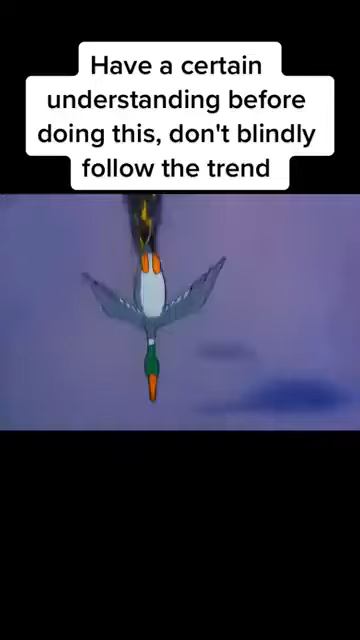 Have a certain
understanding before
doing this, don't blindly
follow the trend